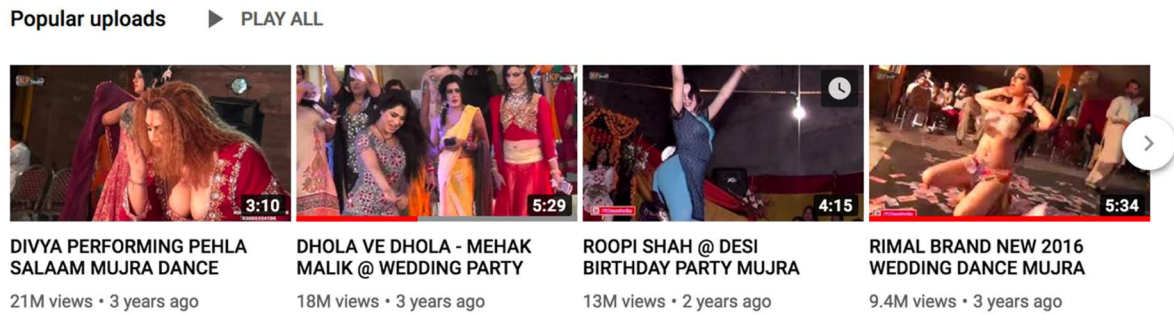 Popular uploads PLAY ALL
3:10
5:29
4:15
5:34
DIVYA PERFORMING PEHLA
SALAAM MUJRA DANCE
21M views • 3 years ago
DHOLA VE DHOLA - MEHAK
MALIK @ WEDDING PARTY
18M views • 3 years ago
ROOPI SHAH @ DESI
BIRTHDAY PARTY MUJRA
13M views • 2 years ago
RIMAL BRAND NEW 2016
WEDDING DANCE MUJRA
9.4M views • 3 years ago